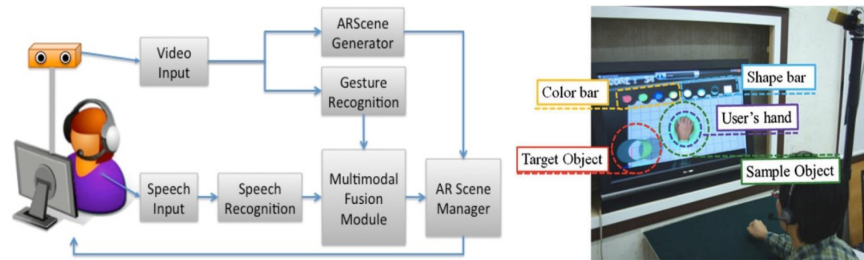 ARScene
Generator
Video
Input
Gesture
Recognition
Speech
Input
Speech
Recognition
Multimodal
Fusion
Module
AR Scene
Manager
Color bar
Shape bar
User's hand
Target Object
Sample Object